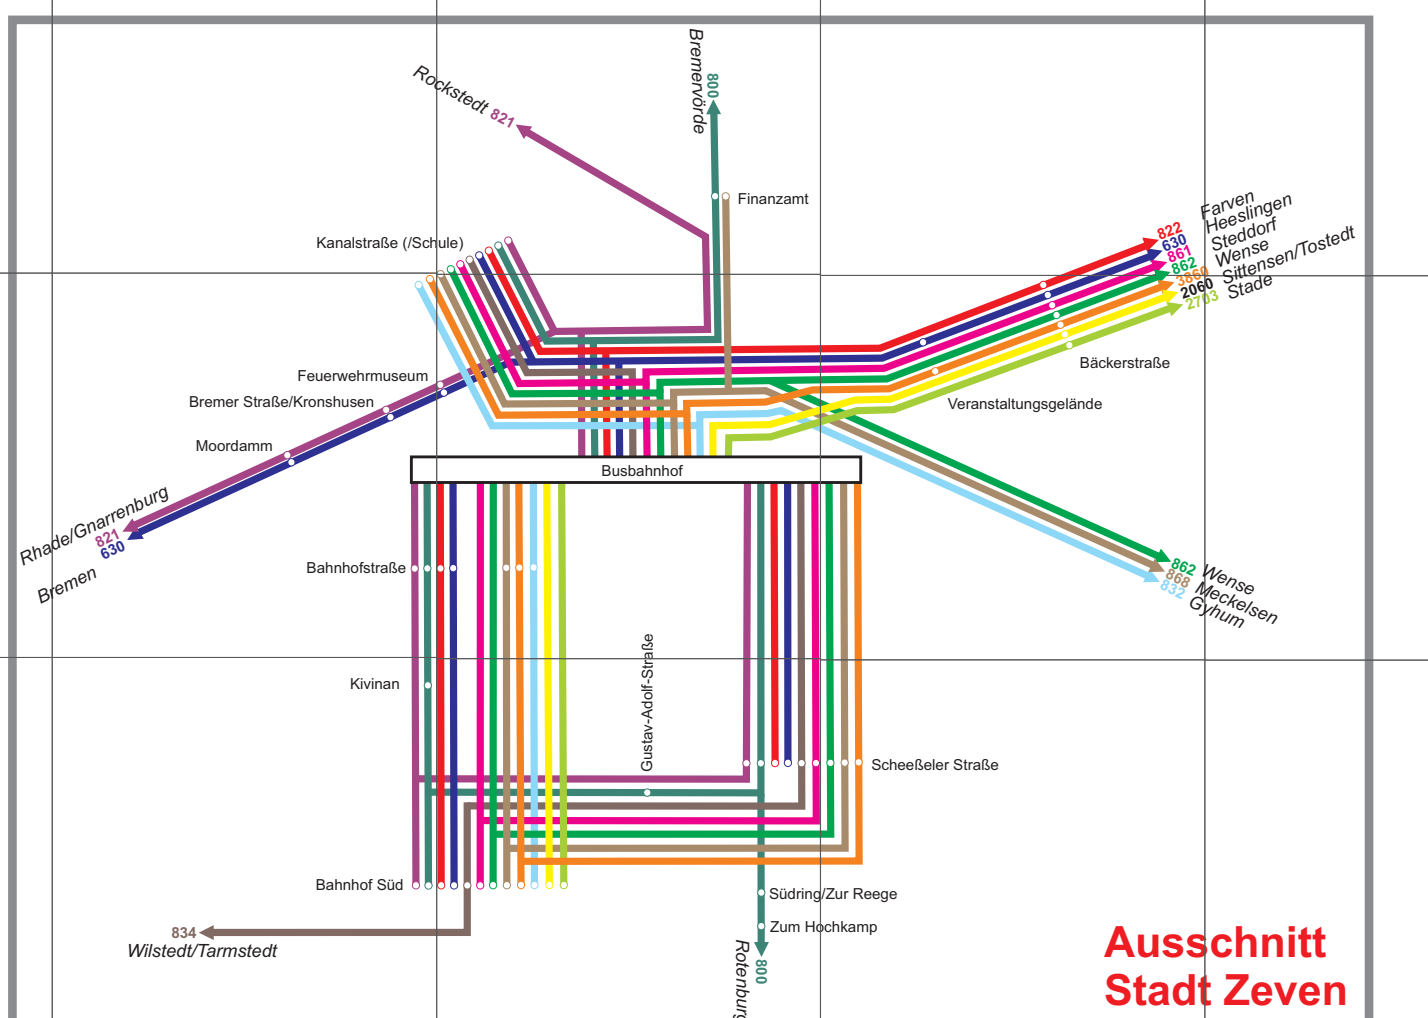 Bremervörde
800
Rockstedt 821
Finanzamt
Kanalstraße (/Schule)
822 Farven
630 Heeslingen
861 Steddorf
862 Wense
3860 Sittensen/Tostedt
2060
2703 Stade
Bäckerstraße
Veranstaltungsgelände
Feuerwehrmuseum
Bremer Straße/Kronshusen
Moordamm
Rhade/Gnarrenburg
821
630
Bremen
Busbahnhof
Bahnhofstraße
862 Wense
868 Meckelsen
832 Gyhum
Gustav-Adolf-Straße
Kivinan
Scheeßeler Straße
Bahnhof Süd
Südring/Zur Reege
Zum Hochkamp
834
Wilstedt/Tarmstedt
Rotenburg
800
Ausschnitt
Stadt Zeven